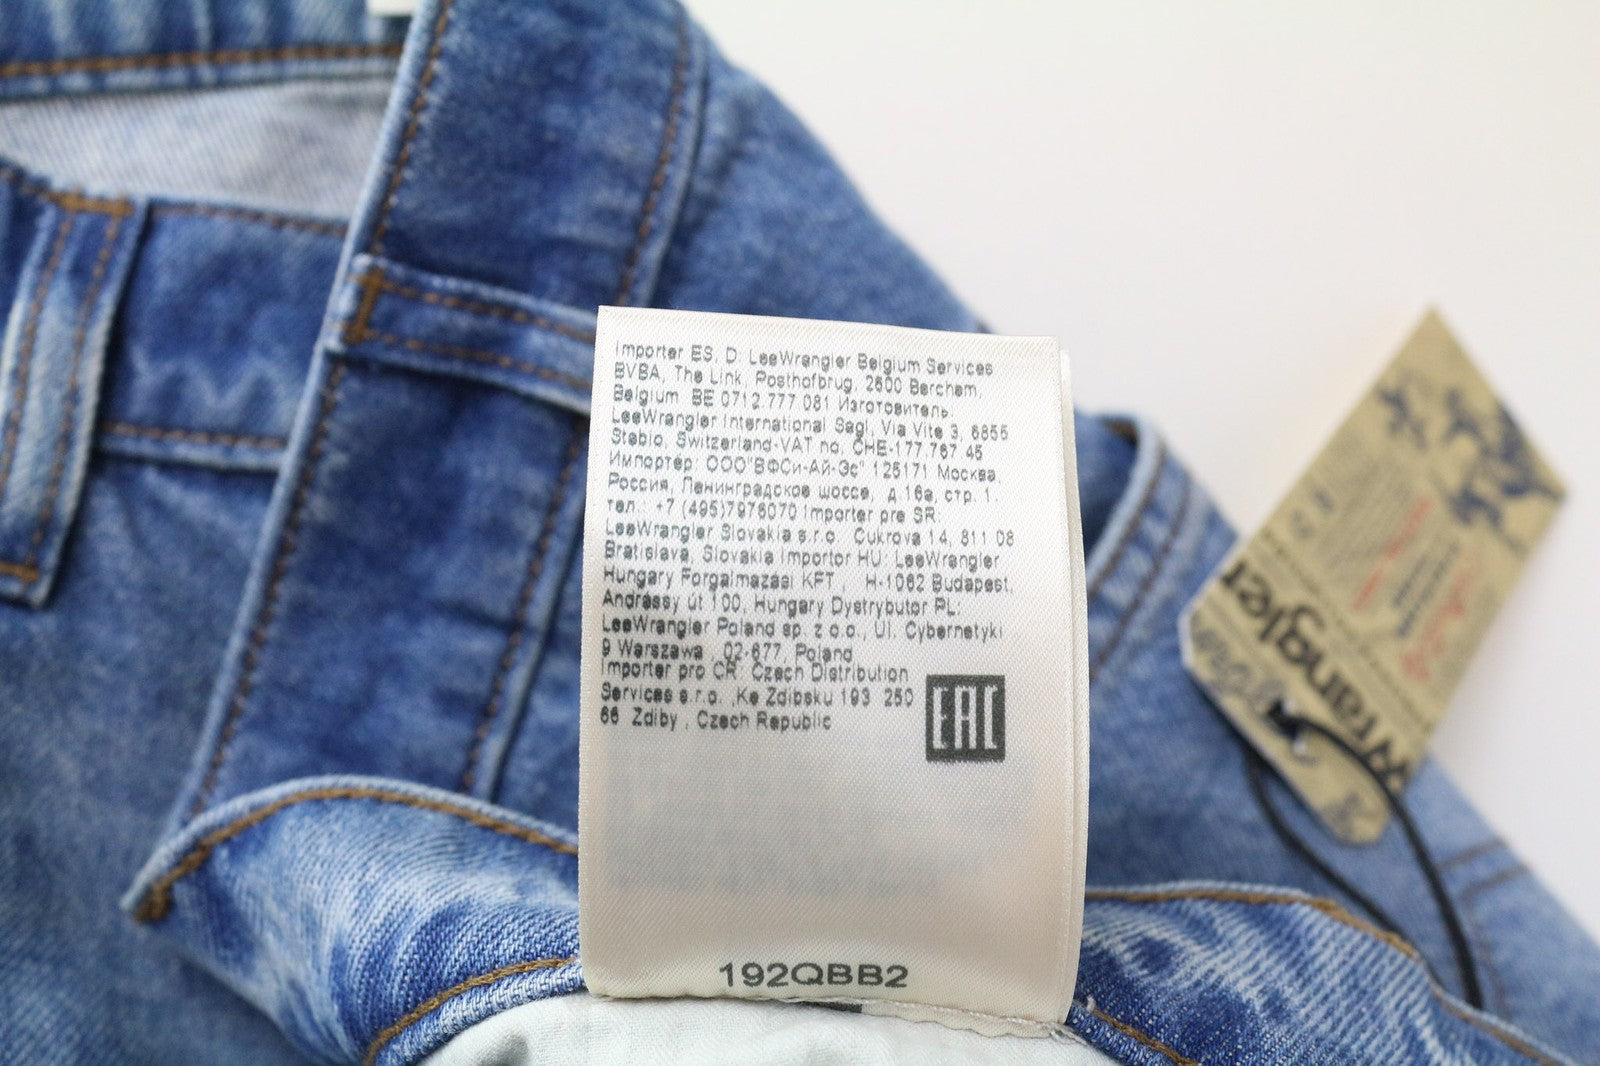 Importer ES, D: LeeWrangler Belgium Services
BVBA, The Link, Posthofbrug, 2600 Berchem,
Belgium BE 0712.777.081 Изготовитель:
LeeWrangler International Sagl, Via Vite 3, 6855
Stabio, Switzerland-VAT no. CHE-177.767.45
Импортёр: ООО"ВФСи-Ай-Эс" 125171 Москва,
Россия, Ленинградское шоссе, д.16а, стр. 1.
тел.: +7 (495)7976070 Importer pre SR:
LeeWrangler Slovakia s.r.o. Cukrova 14, 811 08
Bratislava, Slovakia Importor HU: LeeWrangler
Hungary Forgalmazasi KFT , H-1062 Budapest,
Andrássy út 100, Hungary Dystrybutor PL:
LeeWrangler Poland sp. z o.o., Ul. Cybernetyki
9 Warszawa , 02-677, Poland
Importer pro CR: Czech Distribution
Services s.r.o. ,Ke Zdibsku 193 250
66 Zdiby , Czech Republic
EAC
192QBB2
Wrangler